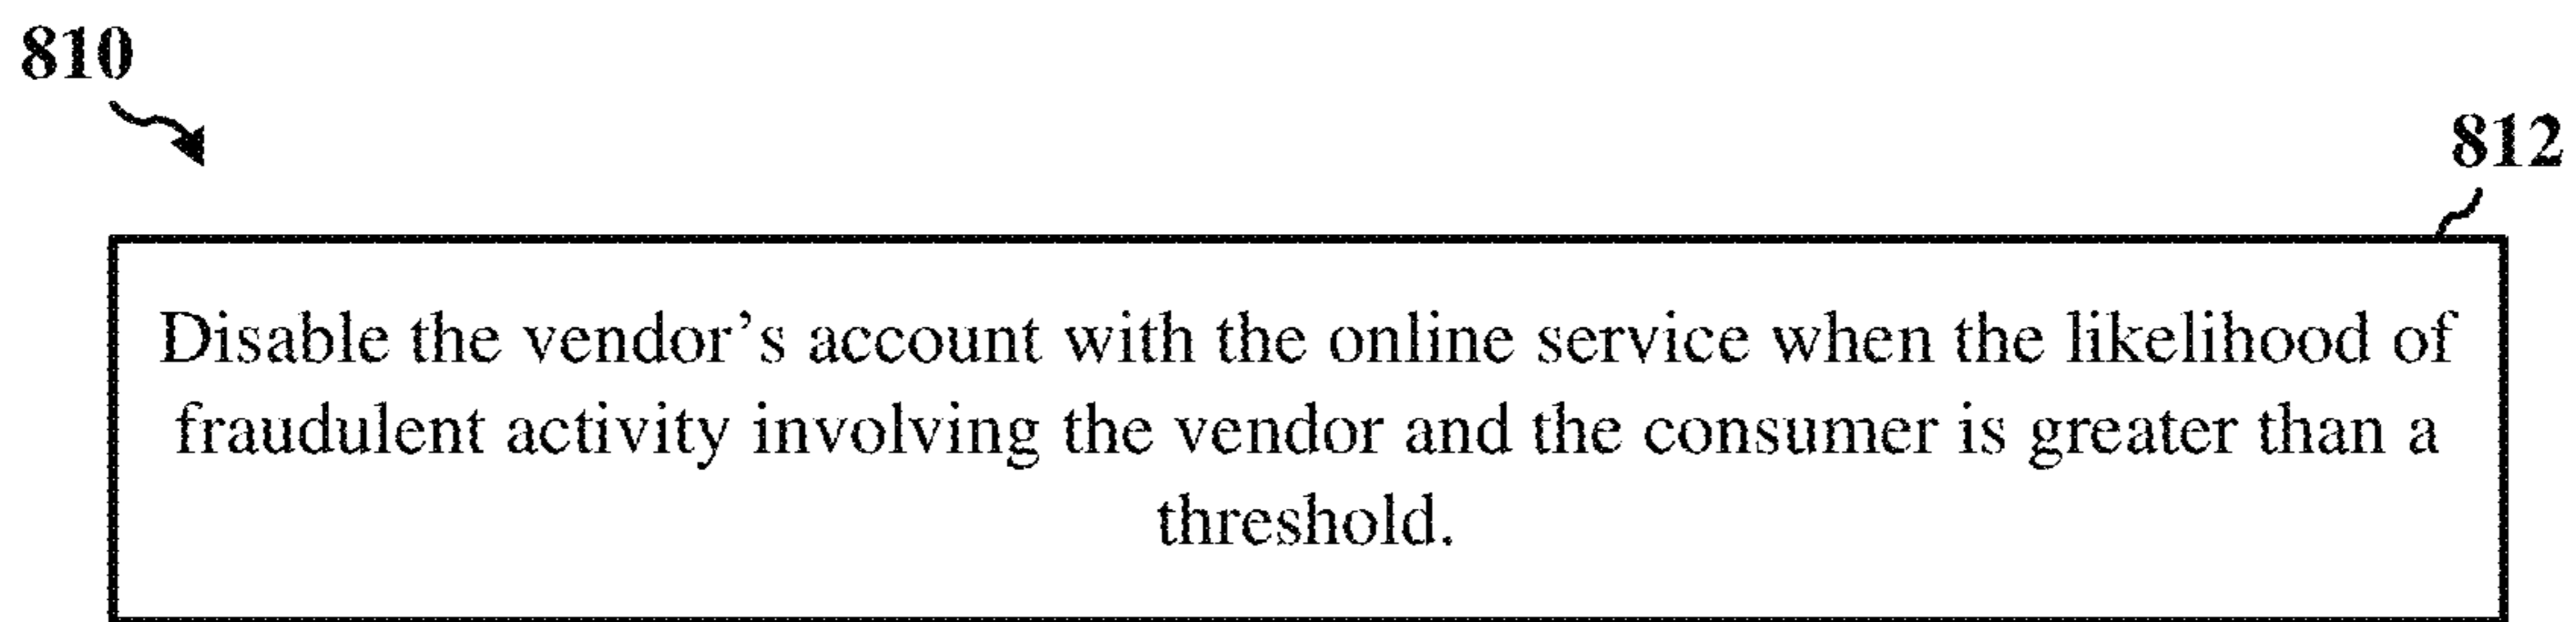 810
812
Disable the vendor’s account with the online service when the likelihood of
fraudulent activity involving the vendor and the consumer is greater than a
threshold.